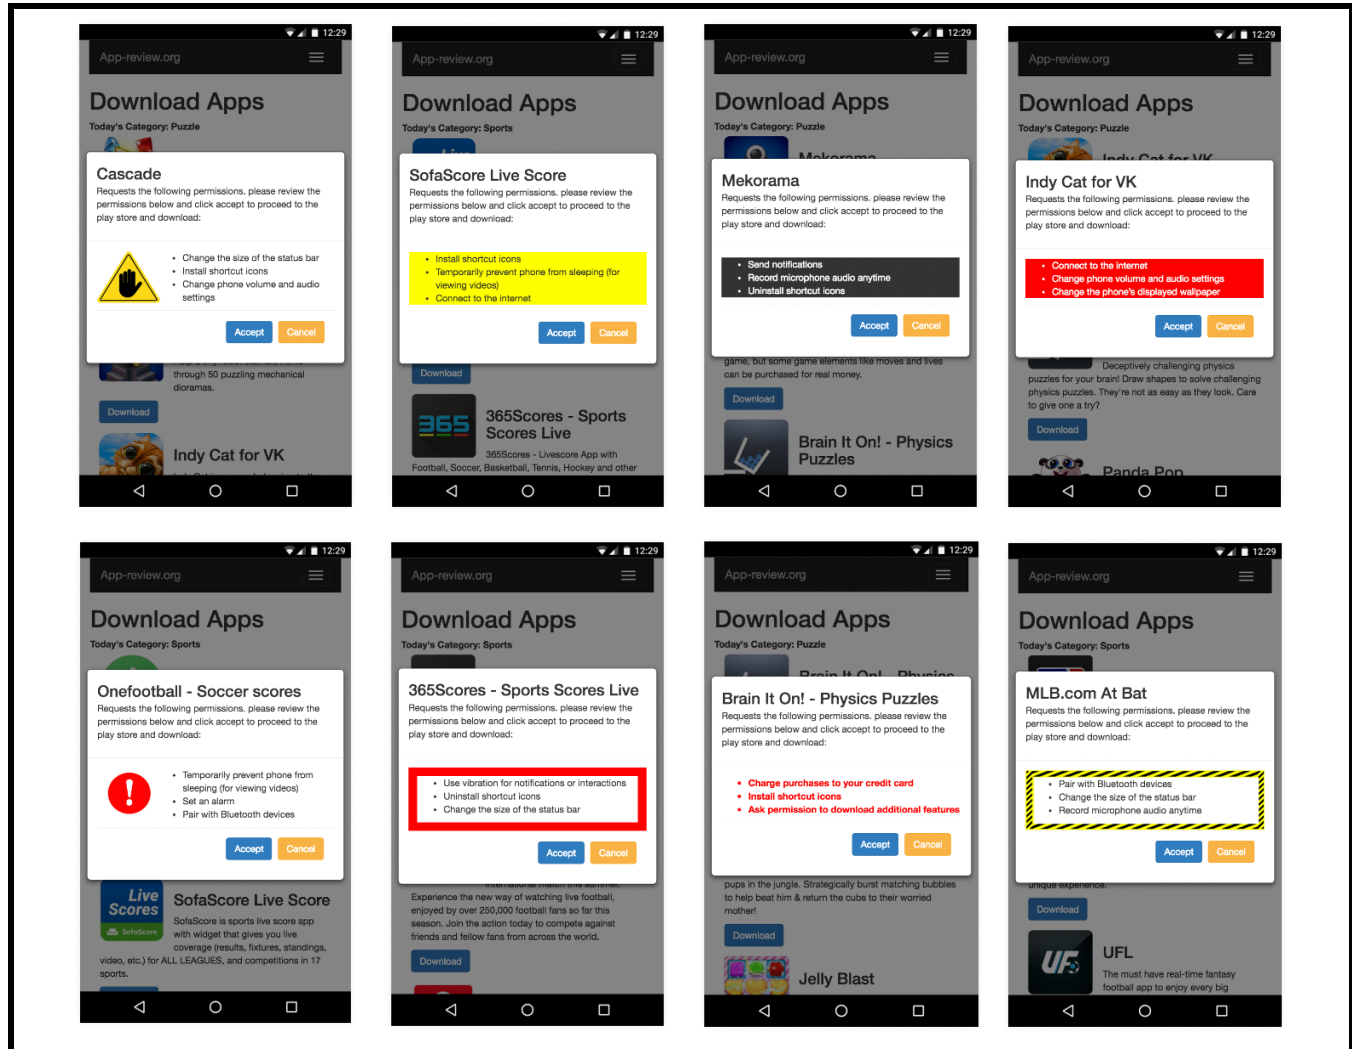 12:29
App-review.org
Download Apps
Today's Category: Puzzle
Cascade
Requests the following permissions. please review the
permissions below and click accept to proceed to the
play store and download:
• Change the size of the status bar
• Install shortcut icons
• Change phone volume and audio
settings
Accept Cancel
through 50 puzzling mechanical
dioramas.
Download
Indy Cat for VK
12:29
App-review.org
Download Apps
Today's Category: Sports
Live
SofaScore Live Score
Requests the following permissions. please review the
permissions below and click accept to proceed to the
play store and download:
• Install shortcut icons
• Temporarily prevent phone from sleeping (for
viewing videos)
• Connect to the internet
Accept Cancel
Download
365
365Scores - Sports
Scores Live
365Scores - Livescore App with
Football, Soccer, Basketball, Tennis, Hockey and other
12:29
App-review.org
Download Apps
Today's Category: Puzzle
Mekorama
Mekorama
Requests the following permissions. please review the
permissions below and click accept to proceed to the
play store and download:
• Send notifications
• Record microphone audio anytime
• Uninstall shortcut icons
Accept Cancel
game, but some game elements like moves and lives
can be purchased for real money.
Download
Brain It On! - Physics
Puzzles
12:29
App-review.org
Download Apps
Today's Category: Puzzle
Indy Cat for VK
Indy Cat for VK
Requests the following permissions. please review the
permissions below and click accept to proceed to the
play store and download:
• Connect to the internet
• Change phone volume and audio settings
• Change the phone's displayed wallpaper
Accept Cancel
Deceptively challenging physics
puzzles for your brain! Draw shapes to solve challenging
physics puzzles. They're not as easy as they look. Care
to give one a try?
Download
Panda Pop
12:29
App-review.org
Download Apps
Today's Category: Sports
Onefootball - Soccer scores
Requests the following permissions. please review the
permissions below and click accept to proceed to the
play store and download:
• Temporarily prevent phone from
sleeping (for viewing videos)
• Set an alarm
• Pair with Bluetooth devices
Accept Cancel
Live
Scores
SofaScore
SofaScore Live Score
SofaScore is sports live score app
with widget that gives you live
coverage (results, fixtures, standings,
video, etc.) for ALL LEAGUES, and competitions in 17
sports.
12:29
App-review.org
Download Apps
Today's Category: Sports
365Scores - Sports Scores Live
Requests the following permissions. please review the
permissions below and click accept to proceed to the
play store and download:
• Use vibration for notifications or interactions
• Uninstall shortcut icons
• Change the size of the status bar
Accept Cancel
international match this summer.
Experience the new way of watching live football,
enjoyed by over 250,000 football fans so far this
season. Join the action today to compete against
friends and fellow fans from across the world.
Download
12:29
App-review.org
Download Apps
Today's Category: Puzzle
Brain It On! - Physics
Brain It On! - Physics Puzzles
Requests the following permissions. please review the
permissions below and click accept to proceed to the
play store and download:
• Charge purchases to your credit card
• Install shortcut icons
• Ask permission to download additional features
Accept Cancel
pups in the jungle. Strategically burst matching bubbles
to help beat him & return the cubs to their worried
mother!
Download
Jelly Blast
12:29
App-review.org
Download Apps
Today's Category: Sports
MLB.com At Bat
Requests the following permissions. please review the
permissions below and click accept to proceed to the
play store and download:
• Pair with Bluetooth devices
• Change the size of the status bar
• Record microphone audio anytime
Accept Cancel
unique experience.
Download
UF
UFL
The must have real-time fantasy
football app to enjoy every big